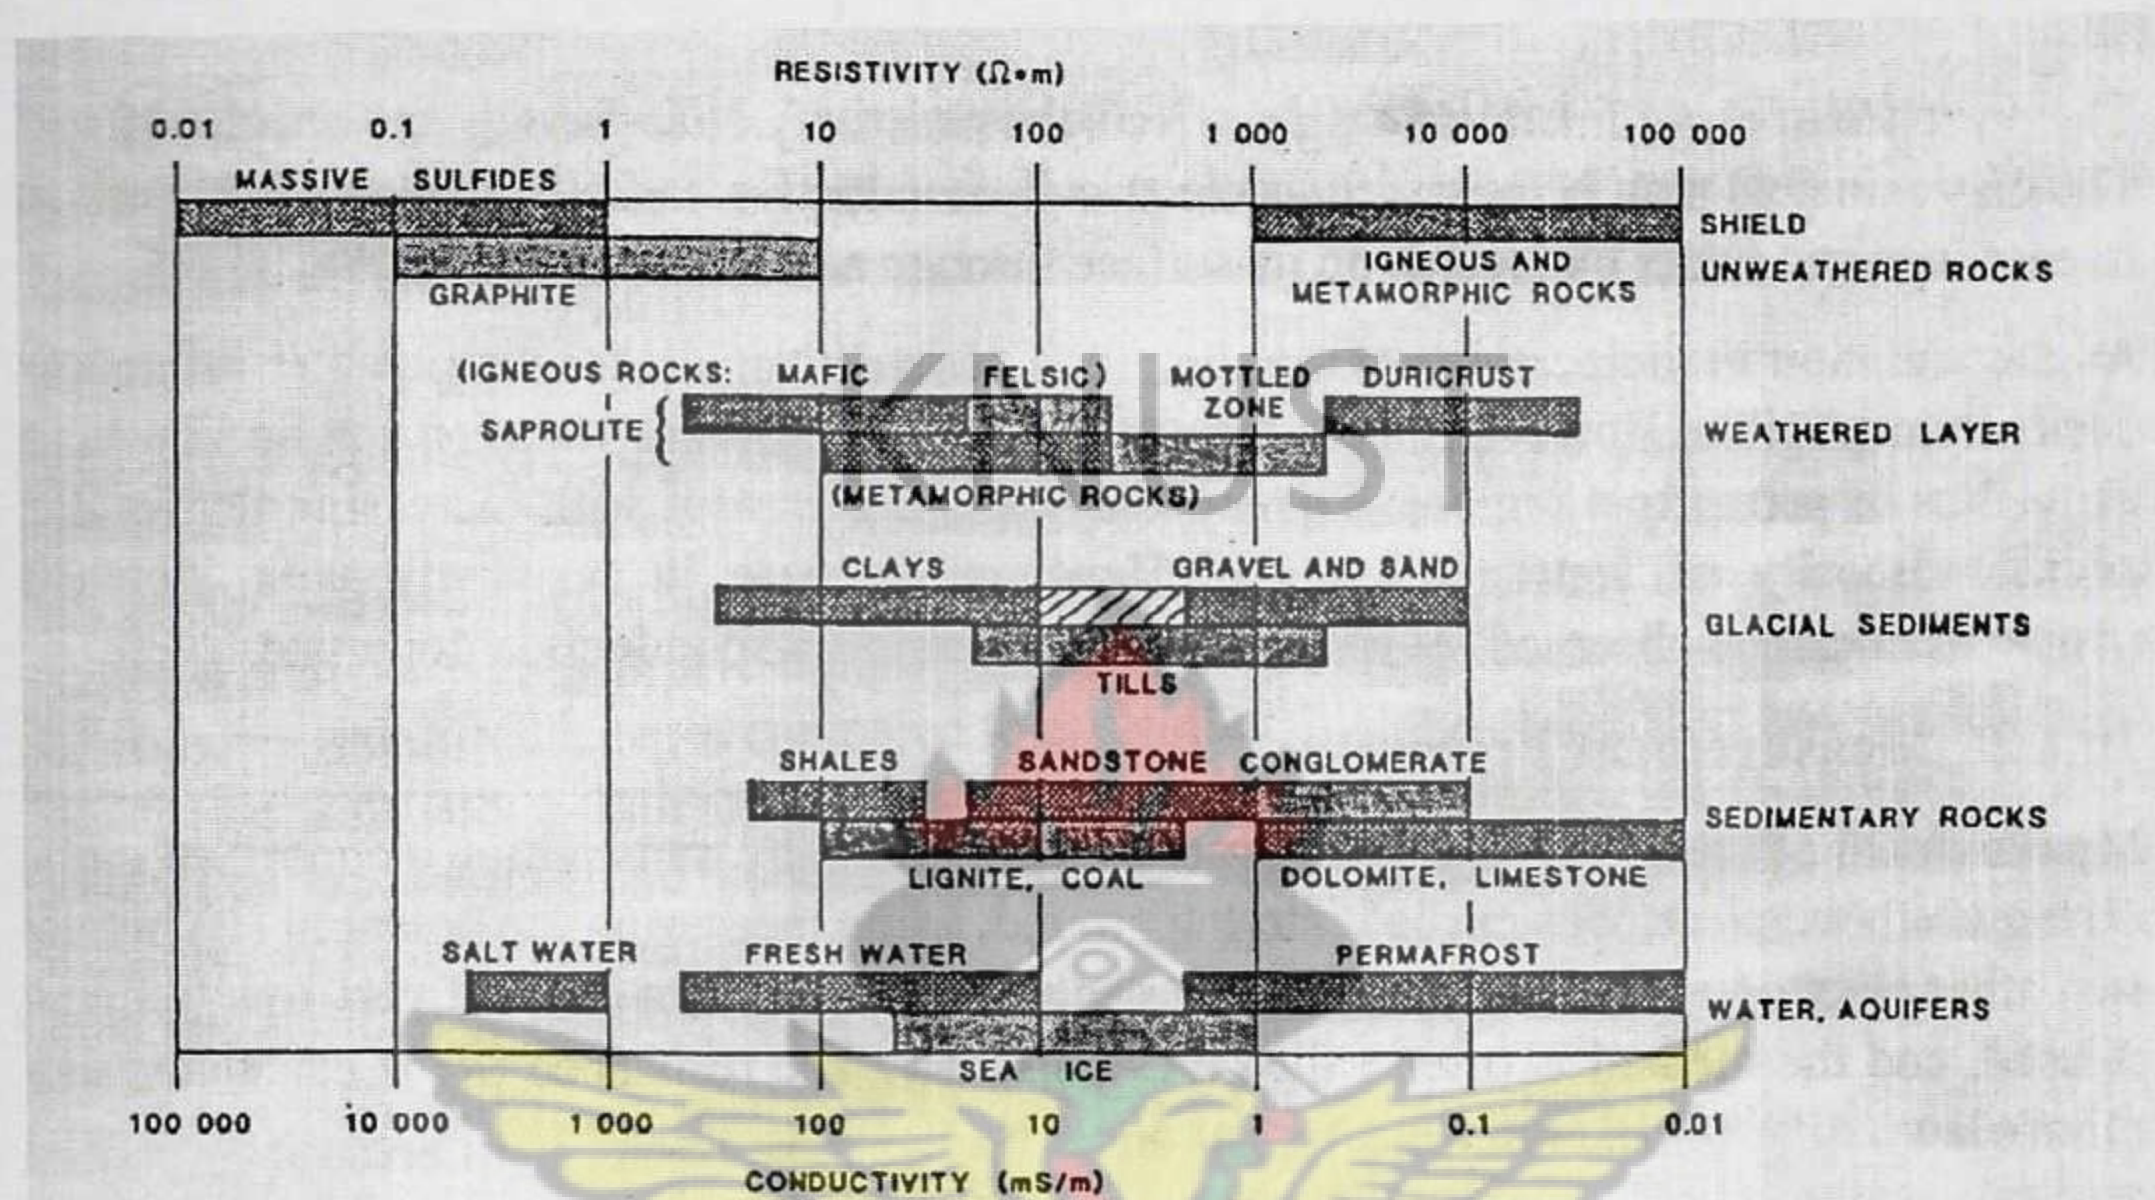 RESISTIVITY (Ω•m)
0.01 0.1 1 10 100 1 000 10 000 100 000
MASSIVE SULFIDES
SHIELD
IGNEOUS AND
METAMORPHIC ROCKS
UNWEATHERED ROCKS
GRAPHITE
(IGNEOUS ROCKS: MAFIC FELSIC) MOTTLED ZONE DURICRUST
SAPROLITE
WEATHERED LAYER
(METAMORPHIC ROCKS)
KNUST
CLAYS GRAVEL AND SAND
GLACIAL SEDIMENTS
TILLS
SHALES SANDSTONE CONGLOMERATE
SEDIMENTARY ROCKS
LIGNITE, COAL DOLOMITE, LIMESTONE
SALT WATER FRESH WATER PERMAFROST
WATER, AQUIFERS
SEA ICE
100 000 10 000 1 000 100 10 1 0.1 0.01
CONDUCTIVITY (mS/m)